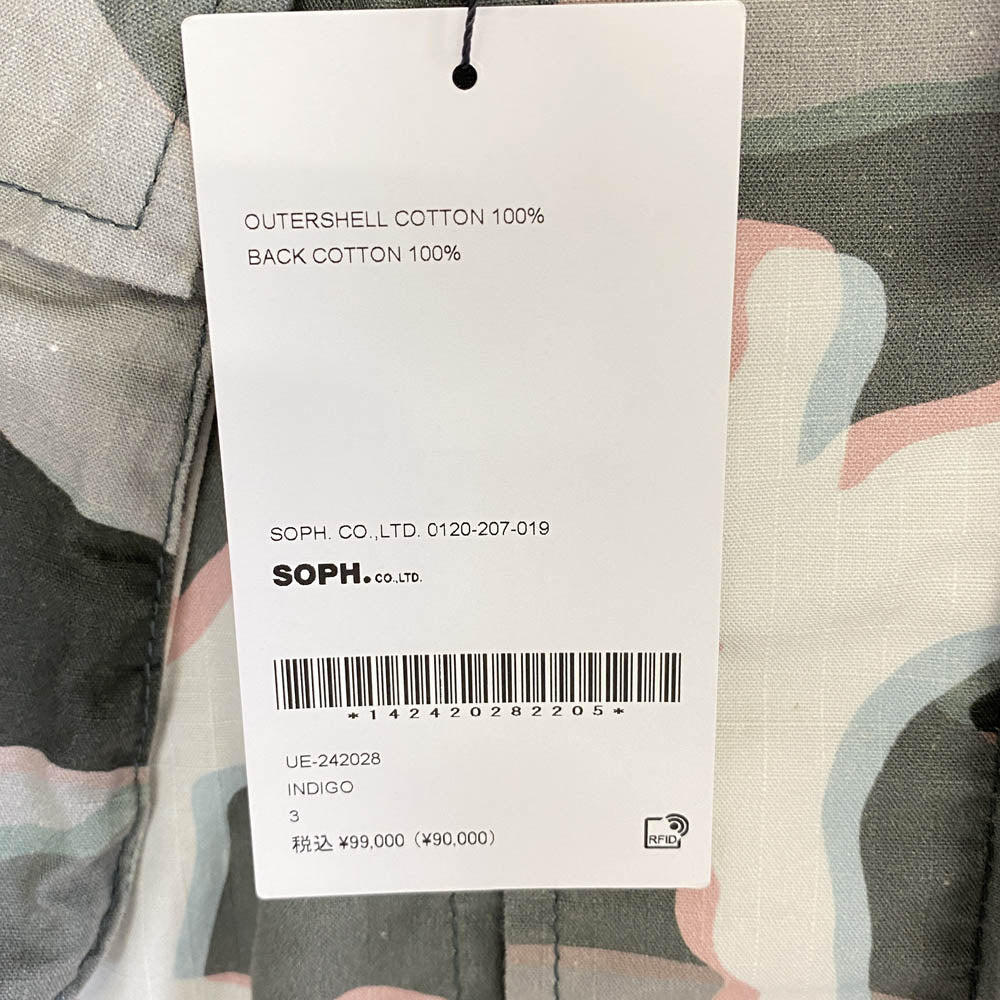 OUTERSHELL COTTON 100%
BACK COTTON 100%
SOPH. CO.,LTD. 0120-207-019
SOPH. CO.,LTD.
*142420282205*
UE-242028
INDIGO
3
税込 ¥99,000 (¥90,000)
RFID